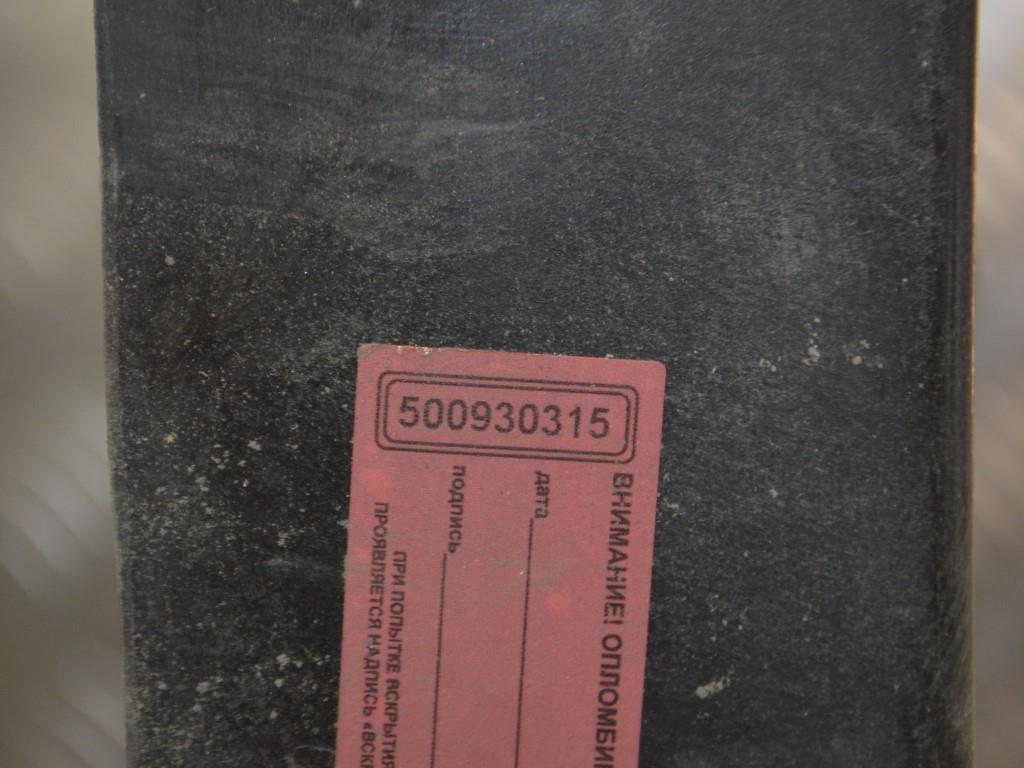 500930315
ВНИМАНИЕ! ОПЛОМБИ
дата
подпись
ПРИ ПОПЫТКЕ ВСКРЫТИЯ
ПРОЯВЛЯЕТСЯ НАДПИСЬ «ВСК